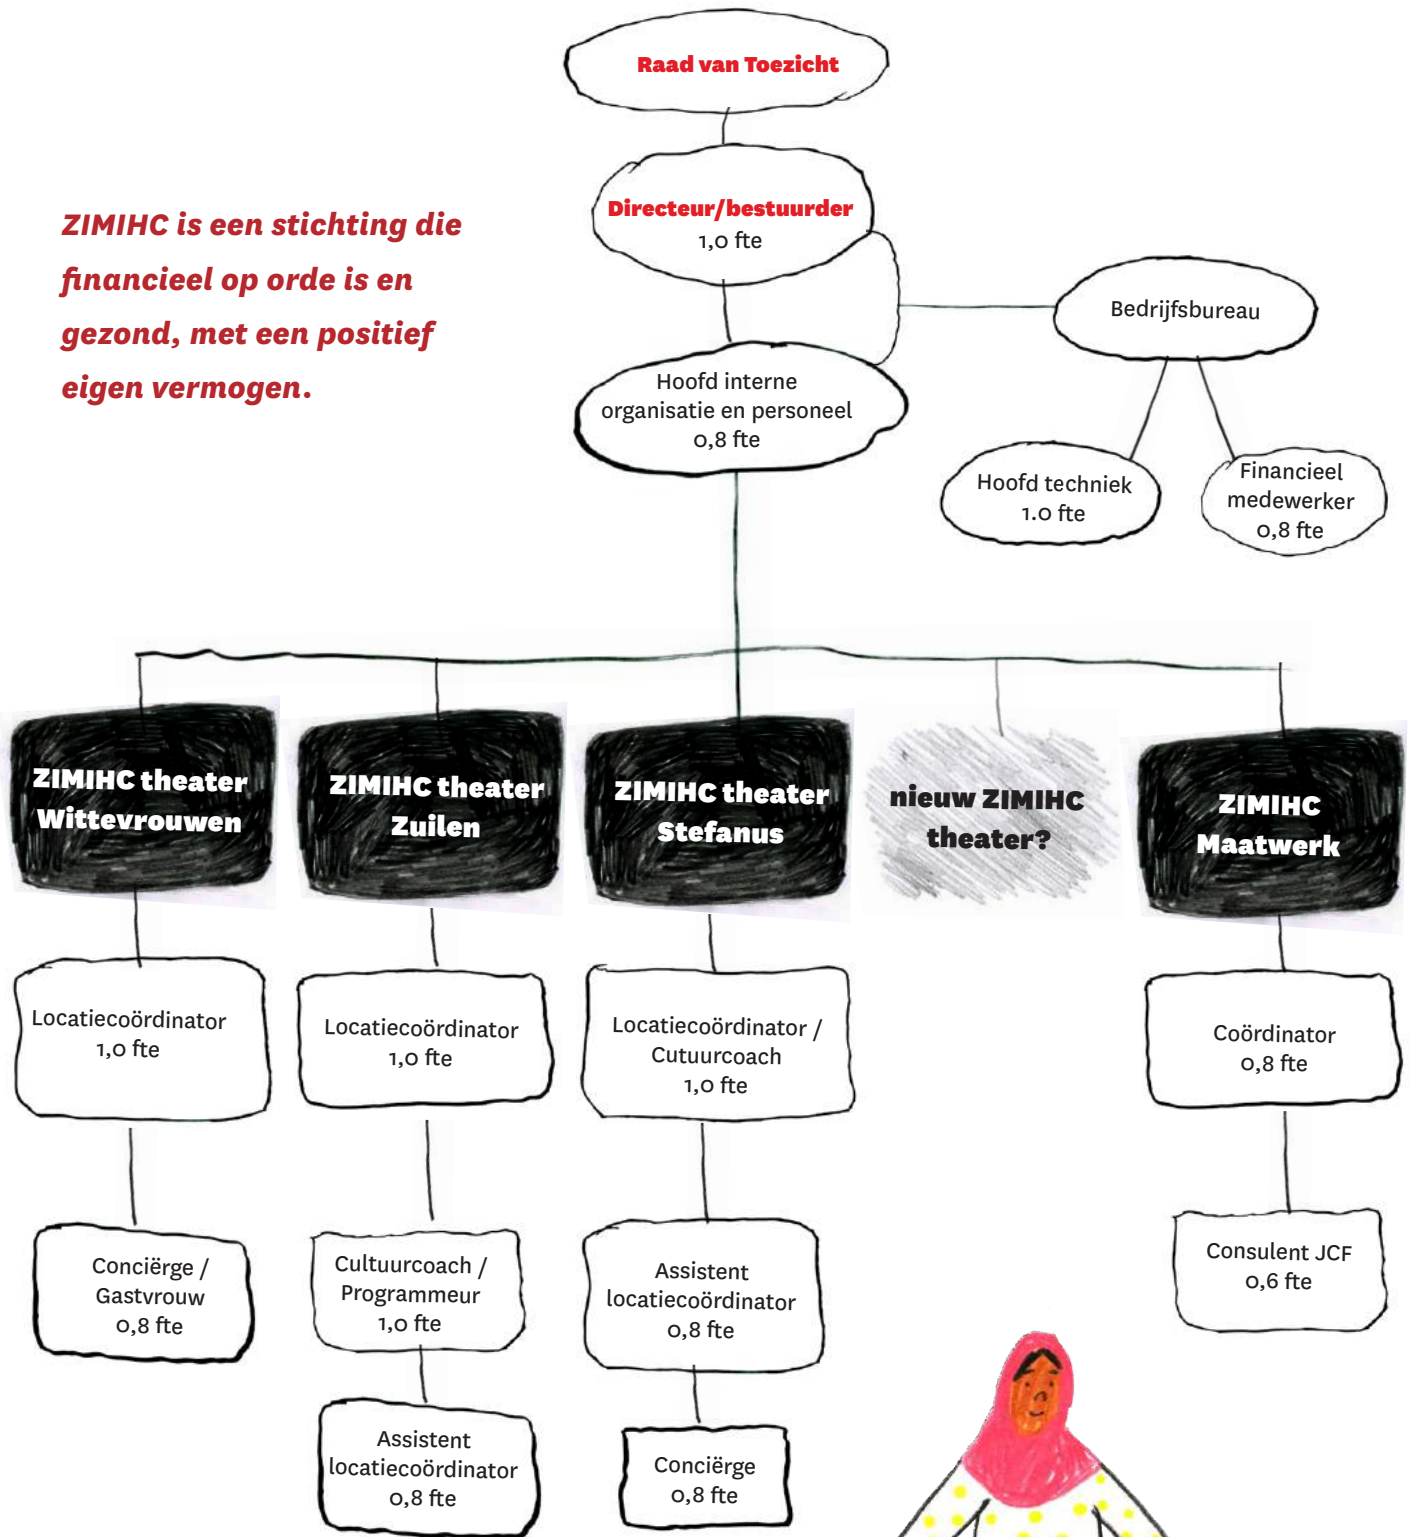 Raad van Toezicht
Directeur/bestuurder
1,0 fte
ZIMIHC is een stichting die
financieel op orde is en
gezond, met een positief
eigen vermogen.
Bedrijfsbureau
Hoofd interne
organisatie en personeel
0,8 fte
Hoofd techniek
1.0 fte
Financieel
medewerker
0,8 fte
ZIMIHC theater
Wittevrouwen
ZIMIHC theater
Zuilen
ZIMIHC theater
Stefanus
nieuw ZIMIHC
theater?
ZIMIHC
Maatwerk
Locatiecoördinator
1,0 fte
Locatiecoördinator
1,0 fte
Locatiecoördinator /
Cutuurcoach
1,0 fte
Coördinator
0,8 fte
Conciërge /
Gastvrouw
0,8 fte
Cultuurcoach /
Programmeur
1,0 fte
Assistent
locatiecoördinator
0,8 fte
Consulent JCF
0,6 fte
Assistent
locatiecoördinator
0,8 fte
Conciërge
0,8 fte